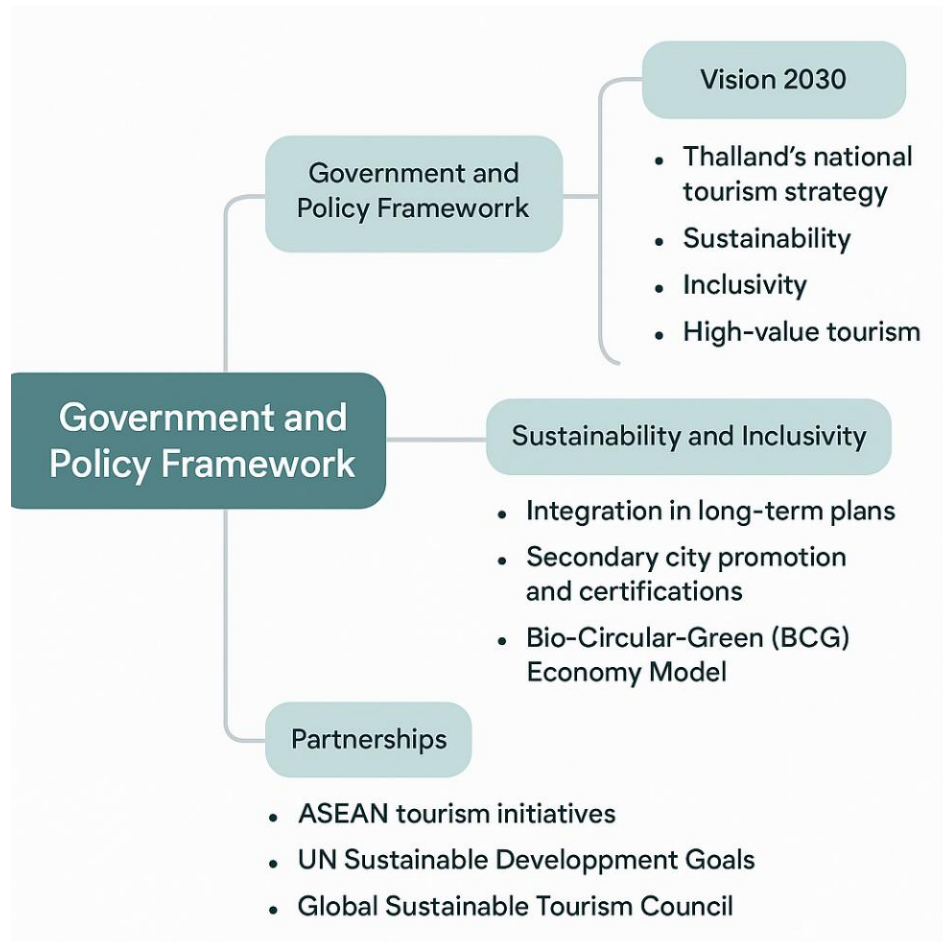 Vision 2030
Government and
Policy Frameworrk
• Thalland's national
tourism strategy
• Sustainability
• Inclusivity
• High-value tourism
Government and
Policy Framework
Sustainability and Inclusivity
• Integration in long-term plans
• Secondary city promotion
and certifications
• Bio-Circular-Green (BCG)
Economy Model
Partnerships
• ASEAN tourism initiatives
• UN Sustainable Developpment Goals
• Global Sustainable Tourism Council